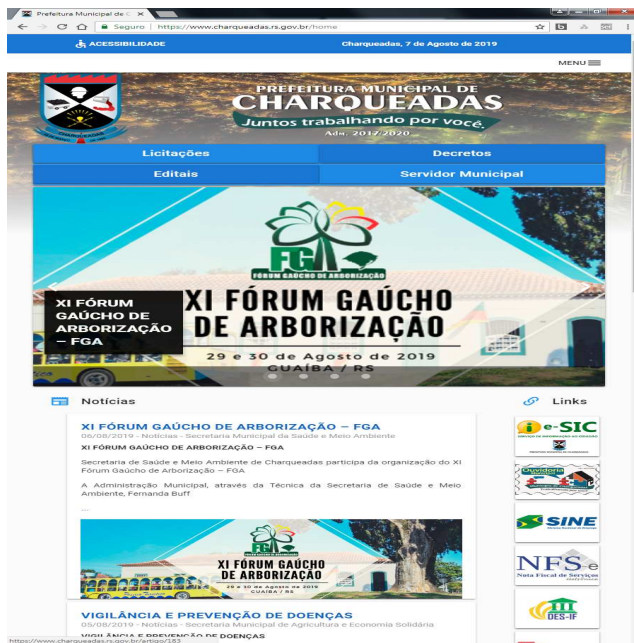 Prefeitura Municipal de C
Seguro | https://www.charqueadas.rs.gov.br/home
ACESSIBILIDADE
Charqueadas, 7 de Agosto de 2019
MENU
PREFEITURA MUNICIPAL DE
CHARQUEADAS
Juntos trabalhando por você.
Adm. 2017-2020
CHARQUEADAS
Licitações
Decretos
Editais
Servidor Municipal
FGA
FÓRUM GAÚCHO DE ARBORIZAÇÃO
XI FÓRUM GAÚCHO
DE ARBORIZAÇÃO
29 e 30 de Agosto de 2019
GUAÍBA / RS
XI FÓRUM
GAÚCHO DE
ARBORIZAÇÃO
– FGA
Notícias
XI FÓRUM GAÚCHO DE ARBORIZAÇÃO – FGA
06/08/2019 - Notícias - Secretaria Municipal da Saúde e Meio Ambiente
XI FÓRUM GAÚCHO DE ARBORIZAÇÃO – FGA
Secretaria de Saúde e Meio Ambiente de Charqueadas participa da organização do XI
Fórum Gaúcho de Arborização – FGA
A Administração Municipal, através da Técnica da Secretaria de Saúde e Meio
Ambiente, Fernanda Buff
...
FGA
XI FÓRUM GAÚCHO
DE ARBORIZAÇÃO
29 e 30 de Agosto de 2019
GUAÍBA / RS
VIGILÂNCIA E PREVENÇÃO DE DOENÇAS
05/08/2019 - Notícias - Secretaria Municipal de Agricultura e Economia Solidária
VIGILÂNCIA E PREVENÇÃO DE DOENÇAS
https://www.charqueadas.rs.gov.br/artigo/183
Links
e-SIC
Ouvidoria
SINE
NFS-e
Nota Fiscal de Serviços
DES-IF